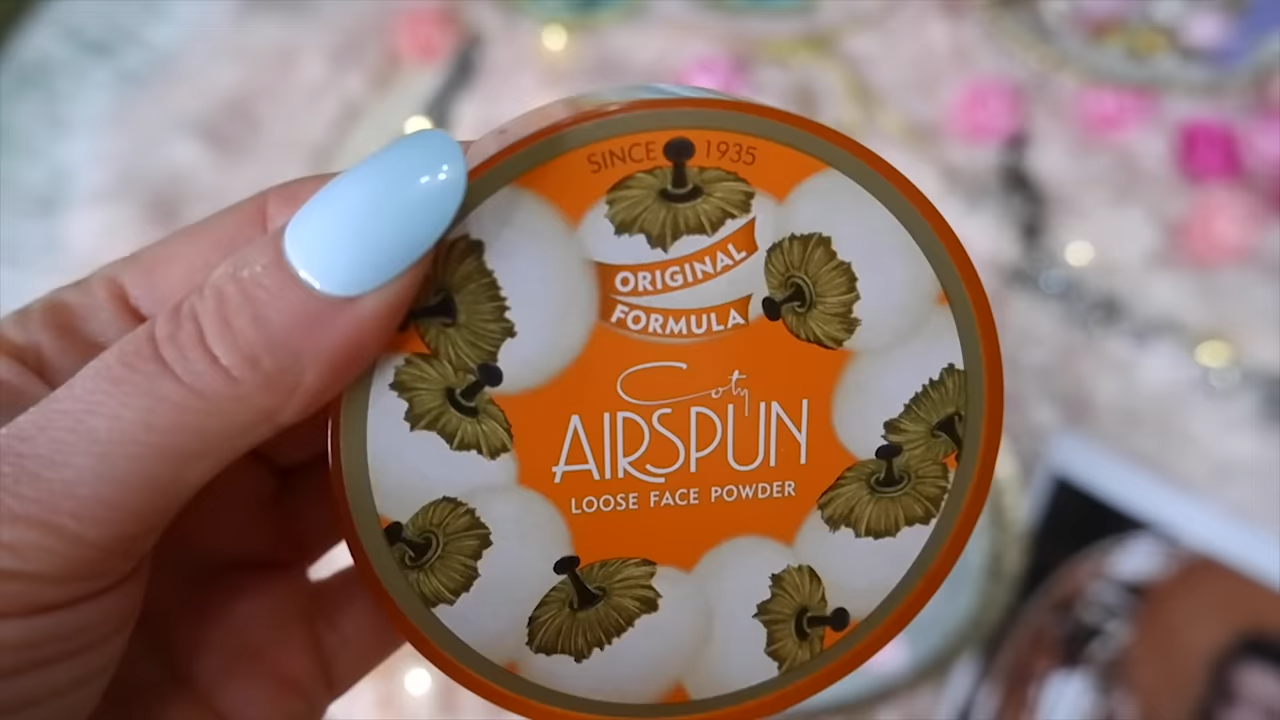 SINCE 1935
ORIGINAL
FORMULA
Coty
AIRSPUN
LOOSE FACE POWDER